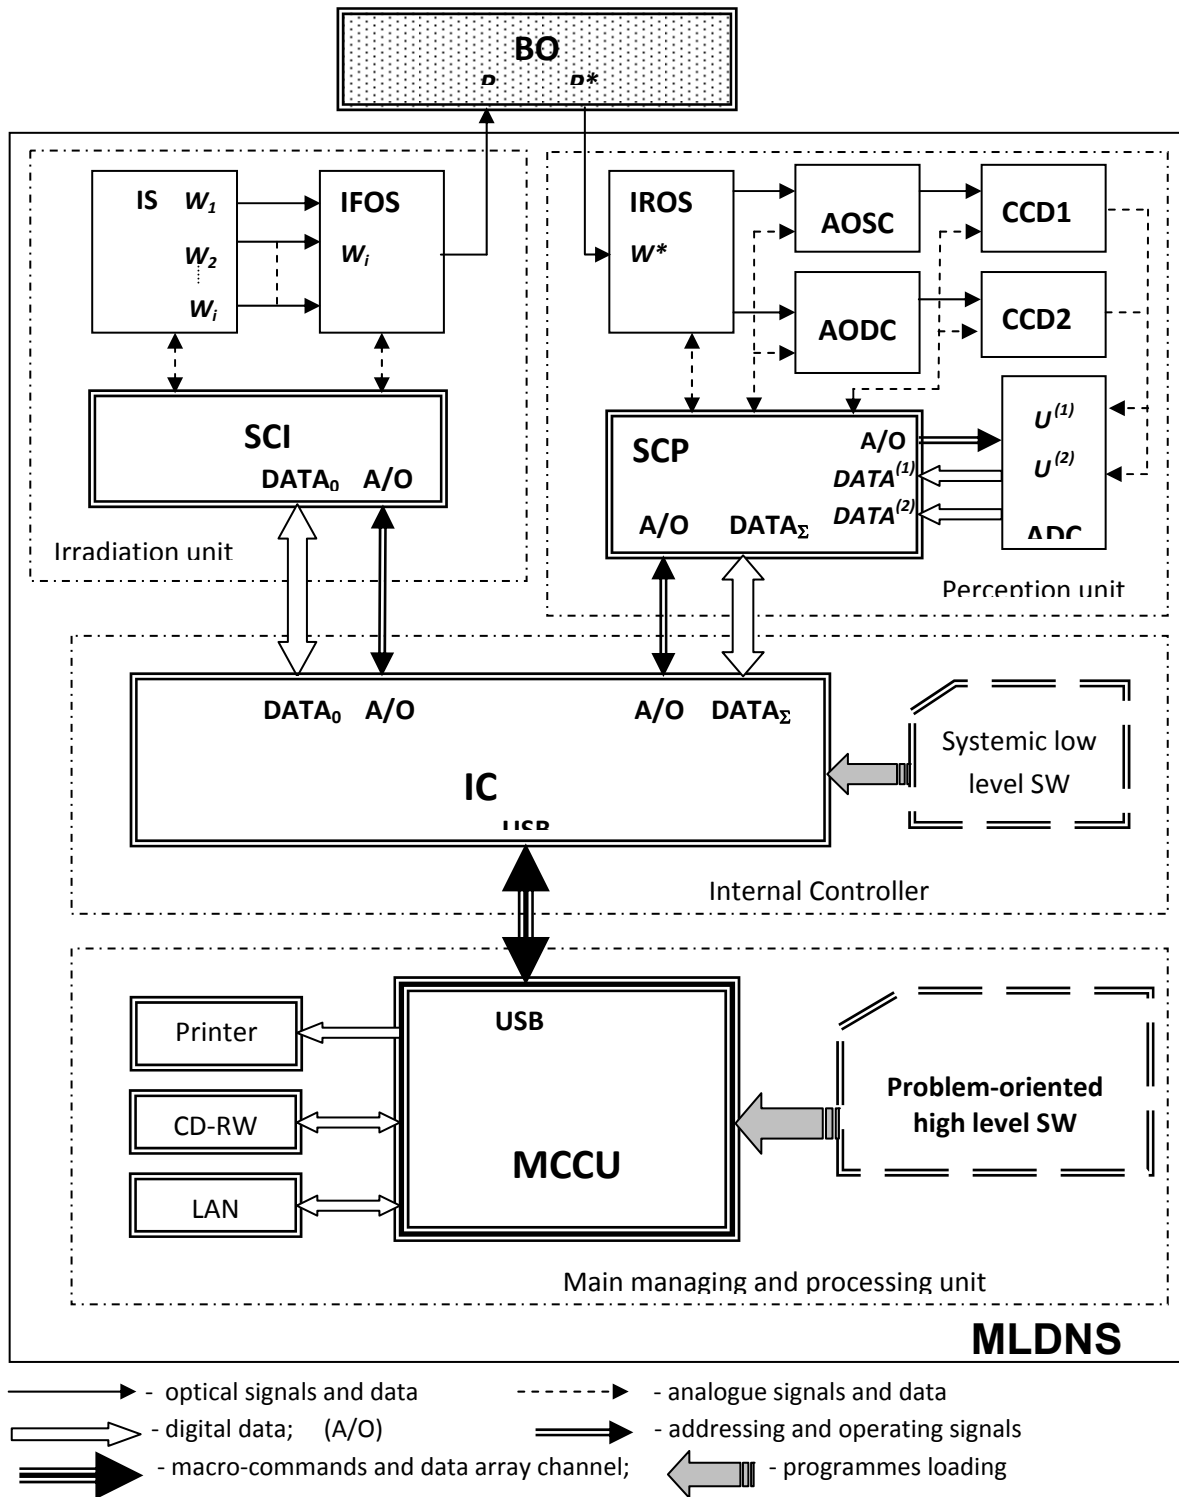 BO
P*
IS W1
W2
Wi
IFOS
Wi
IROS
W*
AOSC
CCD1
AODC
CCD2
SCI
DATA0 A/O
Irradiation unit
SCP
A/O
DATA(1)
DATA(2)
A/O DATAΣ
U(1)
U(2)
ADC
Perception unit
DATA0 A/O
A/O DATAΣ
IC
USB
Systemic low
level SW
Internal Controller
Printer
CD-RW
LAN
USB
MCCU
Problem-oriented
high level SW
Main managing and processing unit
MLDNS
- optical signals and data
- analogue signals and data
- digital data; (A/O)
- addressing and operating signals
- macro-commands and data array channel;
- programmes loading